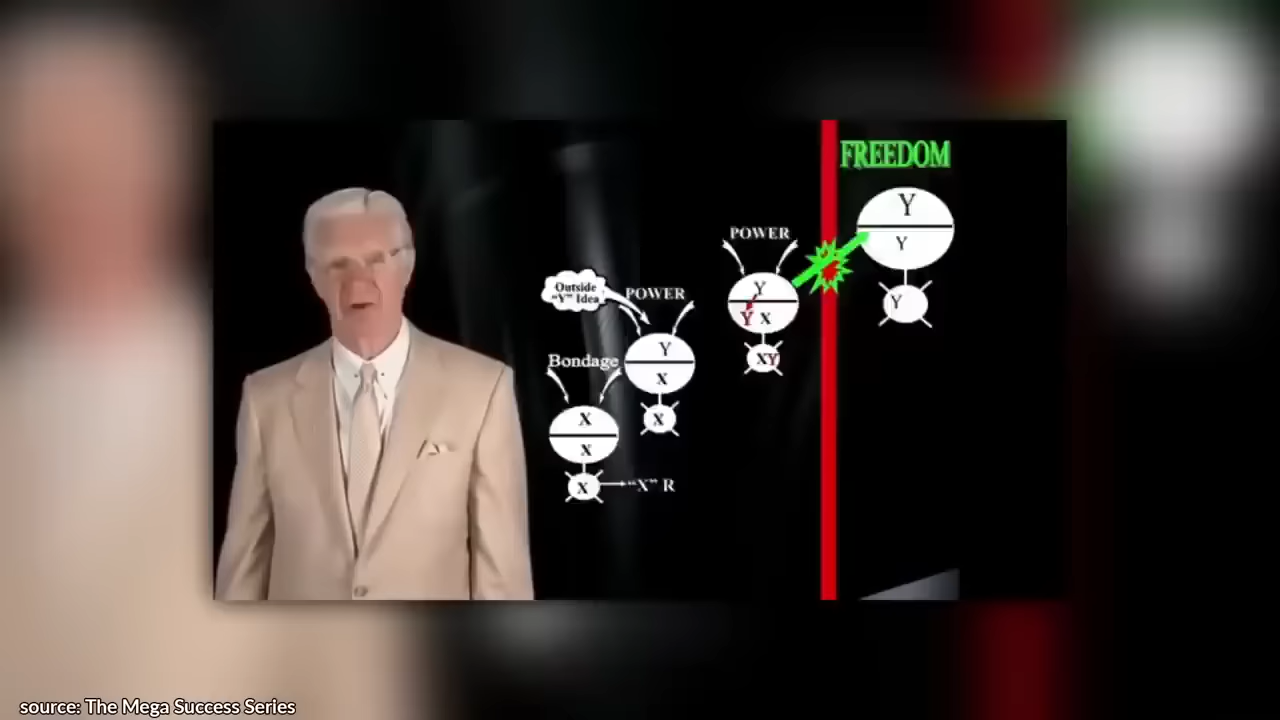 FREEDOM
Y
Y
Y
POWER
Y
Y X
XY
Outside
"Y" Idea
POWER
Y
X
X
Bondage
X
X
X
"X" R
source: The Mega Success Series